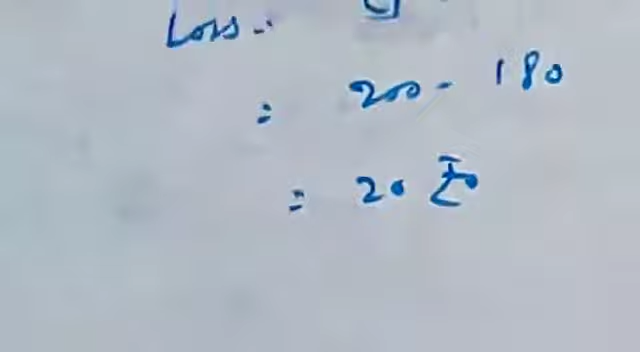 Loss..
= 200 - 180
= 20